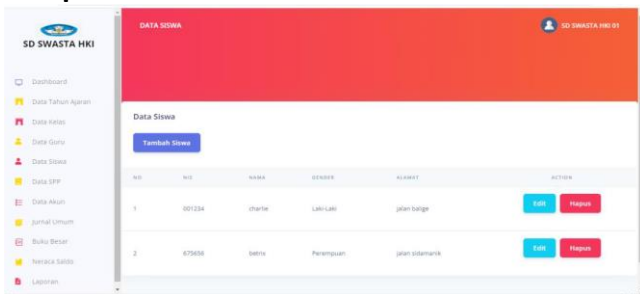 SD SWASTA HKI
Dashboard
Data Tahun Ajaran
Data Kelas
Data Guru
Data Siswa
Data SPP
Data Akun
Jurnal Umum
Buku Besar
Neraca Saldo
Laporan
DATA SISWA
SD SWASTA HKI 01
Data Siswa
Tambah Siswa
NO NIS NAMA GENDER ALAMAT ACTION
1 001234 charlie Laki-Laki jalan balige Edit Hapus
2 675656 betris Perempuan jalan sidamanik Edit Hapus